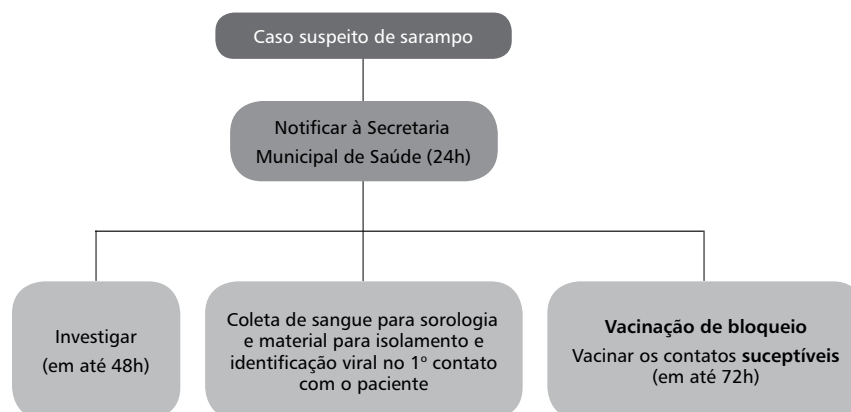 Caso suspeito de sarampo
Notificar à Secretaria
Municipal de Saúde (24h)
Investigar
(em até 48h)
Coleta de sangue para sorologia
e material para isolamento e
identificação viral no 1º contato
com o paciente
Vacinação de bloqueio
Vacinar os contatos suceptíveis
(em até 72h)